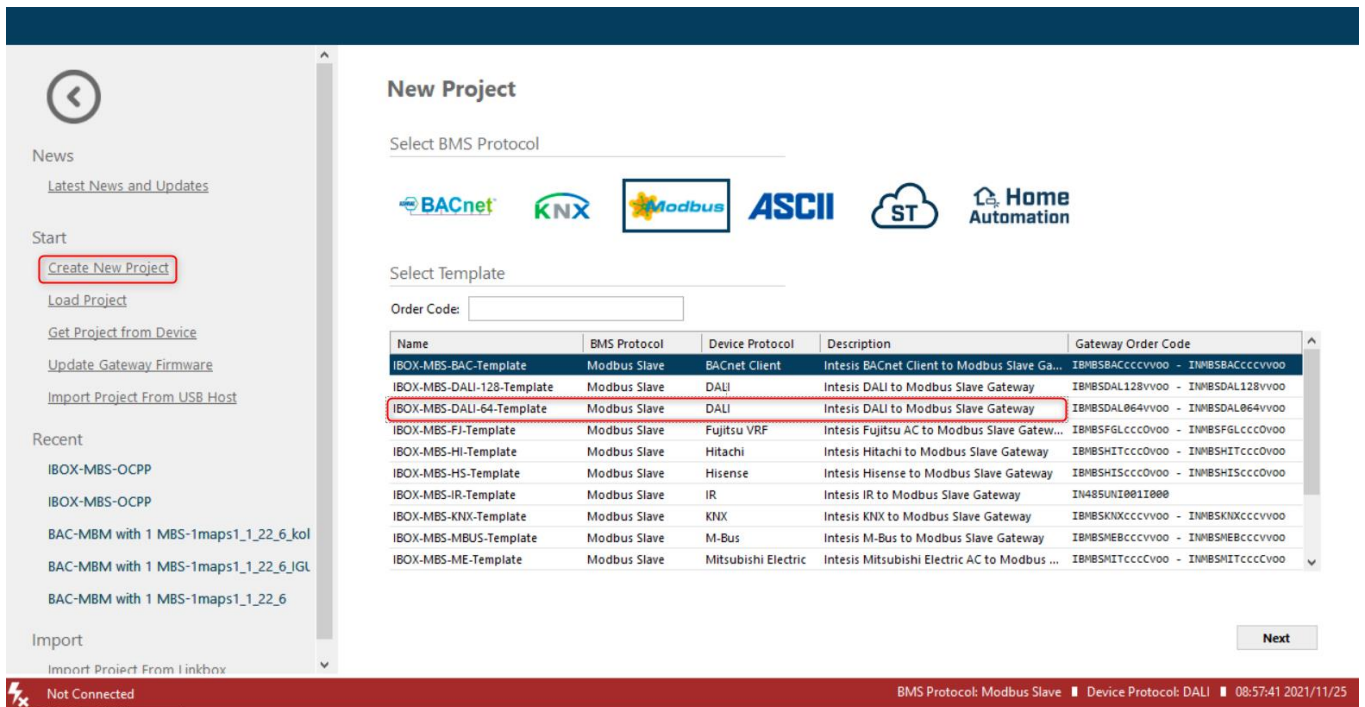 News
Latest News and Updates
Start
Create New Project
Load Project
Get Project from Device
Update Gateway Firmware
Import Project From USB Host
Recent
IBOX-MBS-OCPP
IBOX-MBS-OCPP
BAC-MBM with 1 MBS-1maps1_1_22_6_kol
BAC-MBM with 1 MBS-1maps1_1_22_6_IGL
BAC-MBM with 1 MBS-1maps1_1_22_6
Import
Import Project From Linkbox
New Project
Select BMS Protocol
BACnet KNX Modbus ASCII ST Home Automation
Select Template
Order Code:
Name BMS Protocol Device Protocol Description Gateway Order Code
IBOX-MBS-BAC-Template Modbus Slave BACnet Client Intesis BACnet Client to Modbus Slave Ga... IBMBSBACcccvvoo - INMBSBACcccvvoo
IBOX-MBS-DALI-128-Template Modbus Slave DALI Intesis DALI to Modbus Slave Gateway IBMBSDAL128vvoo - INMBSDAL128vvoo
IBOX-MBS-DALI-64-Template Modbus Slave DALI Intesis DALI to Modbus Slave Gateway IBMBSDAL064vvoo - INMBSDAL064vvoo
IBOX-MBS-FJ-Template Modbus Slave Fujitsu VRF Intesis Fujitsu AC to Modbus Slave Gatew... IBMBSFGLcccOvoo - INMBSFGLcccOvoo
IBOX-MBS-HI-Template Modbus Slave Hitachi Intesis Hitachi to Modbus Slave Gateway IBMBSHITcccOvoo - INMBSHITcccOvoo
IBOX-MBS-HS-Template Modbus Slave Hisense Intesis Hisense to Modbus Slave Gateway IBMBSHIScccOvoo - INMBSHIScccOvoo
IBOX-MBS-IR-Template Modbus Slave IR Intesis IR to Modbus Slave Gateway IN485UNI001I000
IBOX-MBS-KNX-Template Modbus Slave KNX Intesis KNX to Modbus Slave Gateway IBMBSKNXcccvvoo - INMBSKNXcccvvoo
IBOX-MBS-MBUS-Template Modbus Slave M-Bus Intesis M-Bus to Modbus Slave Gateway IBMBSMEBcccvvoo - INMBSMEBcccvvoo
IBOX-MBS-ME-Template Modbus Slave Mitsubishi Electric Intesis Mitsubishi Electric AC to Modbus ... IBMBSMITcccCvoo - INMBSMITcccCvoo
Next
Not Connected
BMS Protocol: Modbus Slave Device Protocol: DALI 08:57:41 2021/11/25